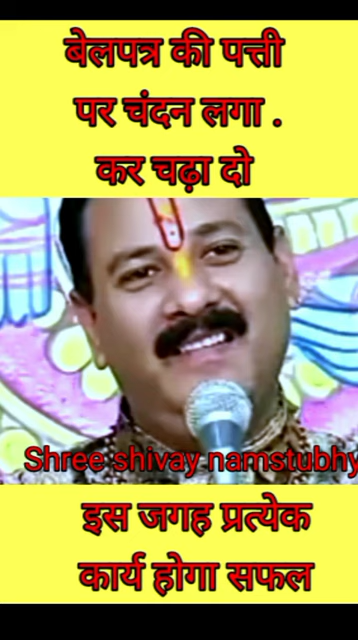 बेलपत्र की पत्ती
पर चंदन लगा .
कर चढ़ा दो
Shree shivay namstubhy
इस जगह प्रत्येक
कार्य होगा सफल